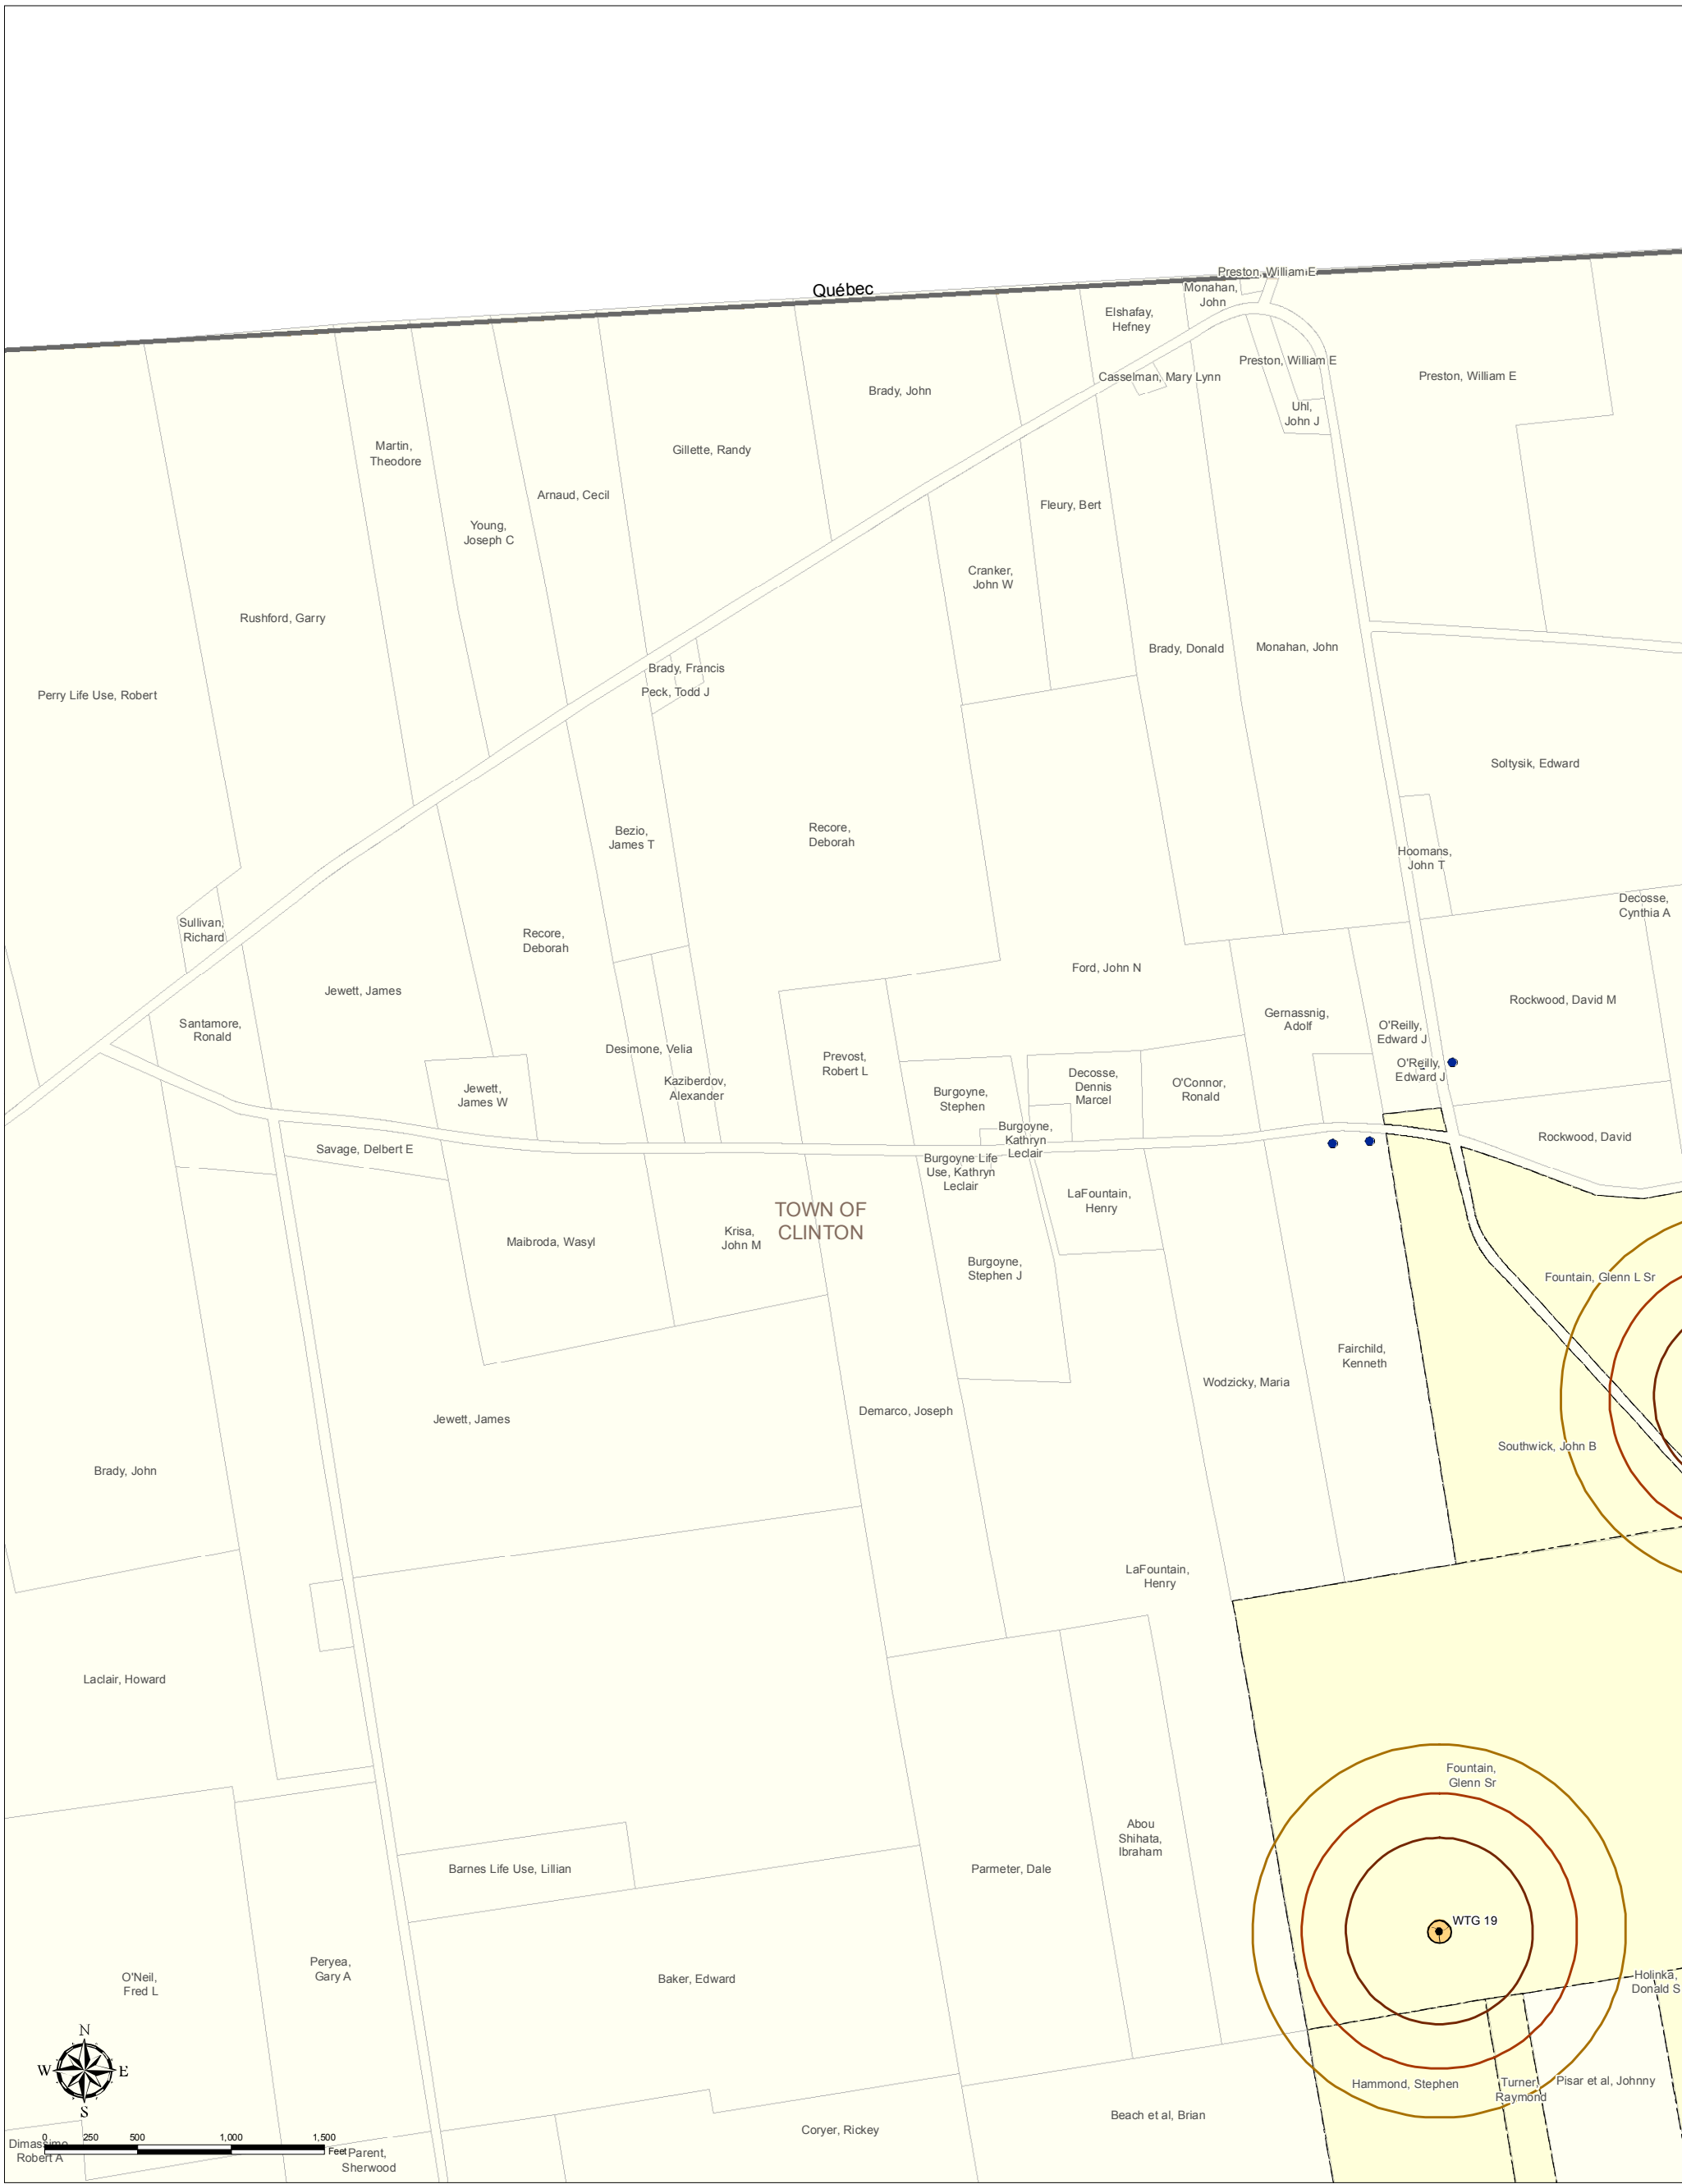 Québec
Preston, William E
Monahan,
John
Elshafay,
Hefney
Preston, William E
Casselman, Mary Lynn
Preston, William E
Brady, John
Uhl,
John J
Martin,
Theodore
Gillette, Randy
Arnaud, Cecil
Fleury, Bert
Young,
Joseph C
Cranker,
John W
Rushford, Garry
Brady, Donald
Monahan, John
Brady, Francis
Peck, Todd J
Perry Life Use, Robert
Soltysik, Edward
Bezio,
James T
Recore,
Deborah
Hoomans,
John T
Decosse,
Cynthia A
Sullivan,
Richard
Recore,
Deborah
Ford, John N
Jewett, James
Rockwood, David M
Gernassnig,
Adolf
Santamore,
Ronald
O'Reilly,
Edward J
Desimone, Velia
Prevost,
Robert L
O'Reilly,
Edward J
Decosse,
Dennis
Marcel
Kaziberdov,
Alexander
O'Connor,
Ronald
Jewett,
James W
Burgoyne,
Stephen
Burgoyne,
Kathryn
Leclair
Rockwood, David
Savage, Delbert E
Burgoyne Life
Use, Kathryn
Leclair
LaFountain,
Henry
TOWN OF
CLINTON
Krisa,
John M
Maibroda, Wasyl
Burgoyne,
Stephen J
Fountain, Glenn L Sr
Fairchild,
Kenneth
Wodzicky, Maria
Demarco, Joseph
Jewett, James
Southwick, John B
Brady, John
LaFountain,
Henry
Laclair, Howard
Fountain,
Glenn Sr
Abou
Shihata,
Ibrahim
Barnes Life Use, Lillian
Parmeter, Dale
WTG 19
Peryea,
Gary A
O'Neil,
Fred L
Baker, Edward
Holinka,
Donald S
N
W E
S
Hammond, Stephen
Turner,
Raymond
Pisar et al, Johnny
Beach et al, Brian
Coryer, Rickey
0 250 500 1,000 1,500
Feet
Dimassimo,
Robert A
Parent,
Sherwood